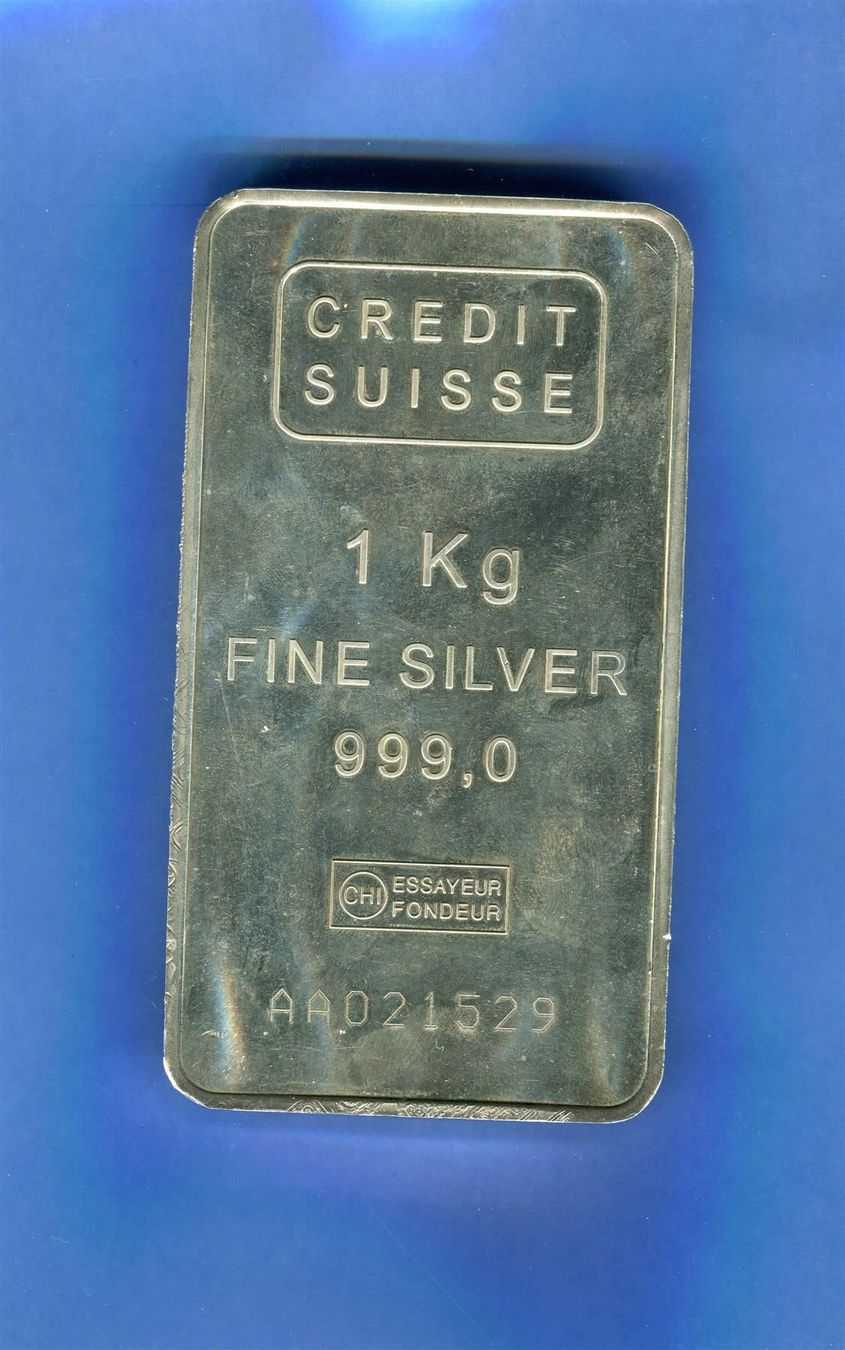 CREDIT
SUISSE
1 Kg
FINE SILVER
999,0
CHI ESSAYEUR
FONDEUR
AA021529